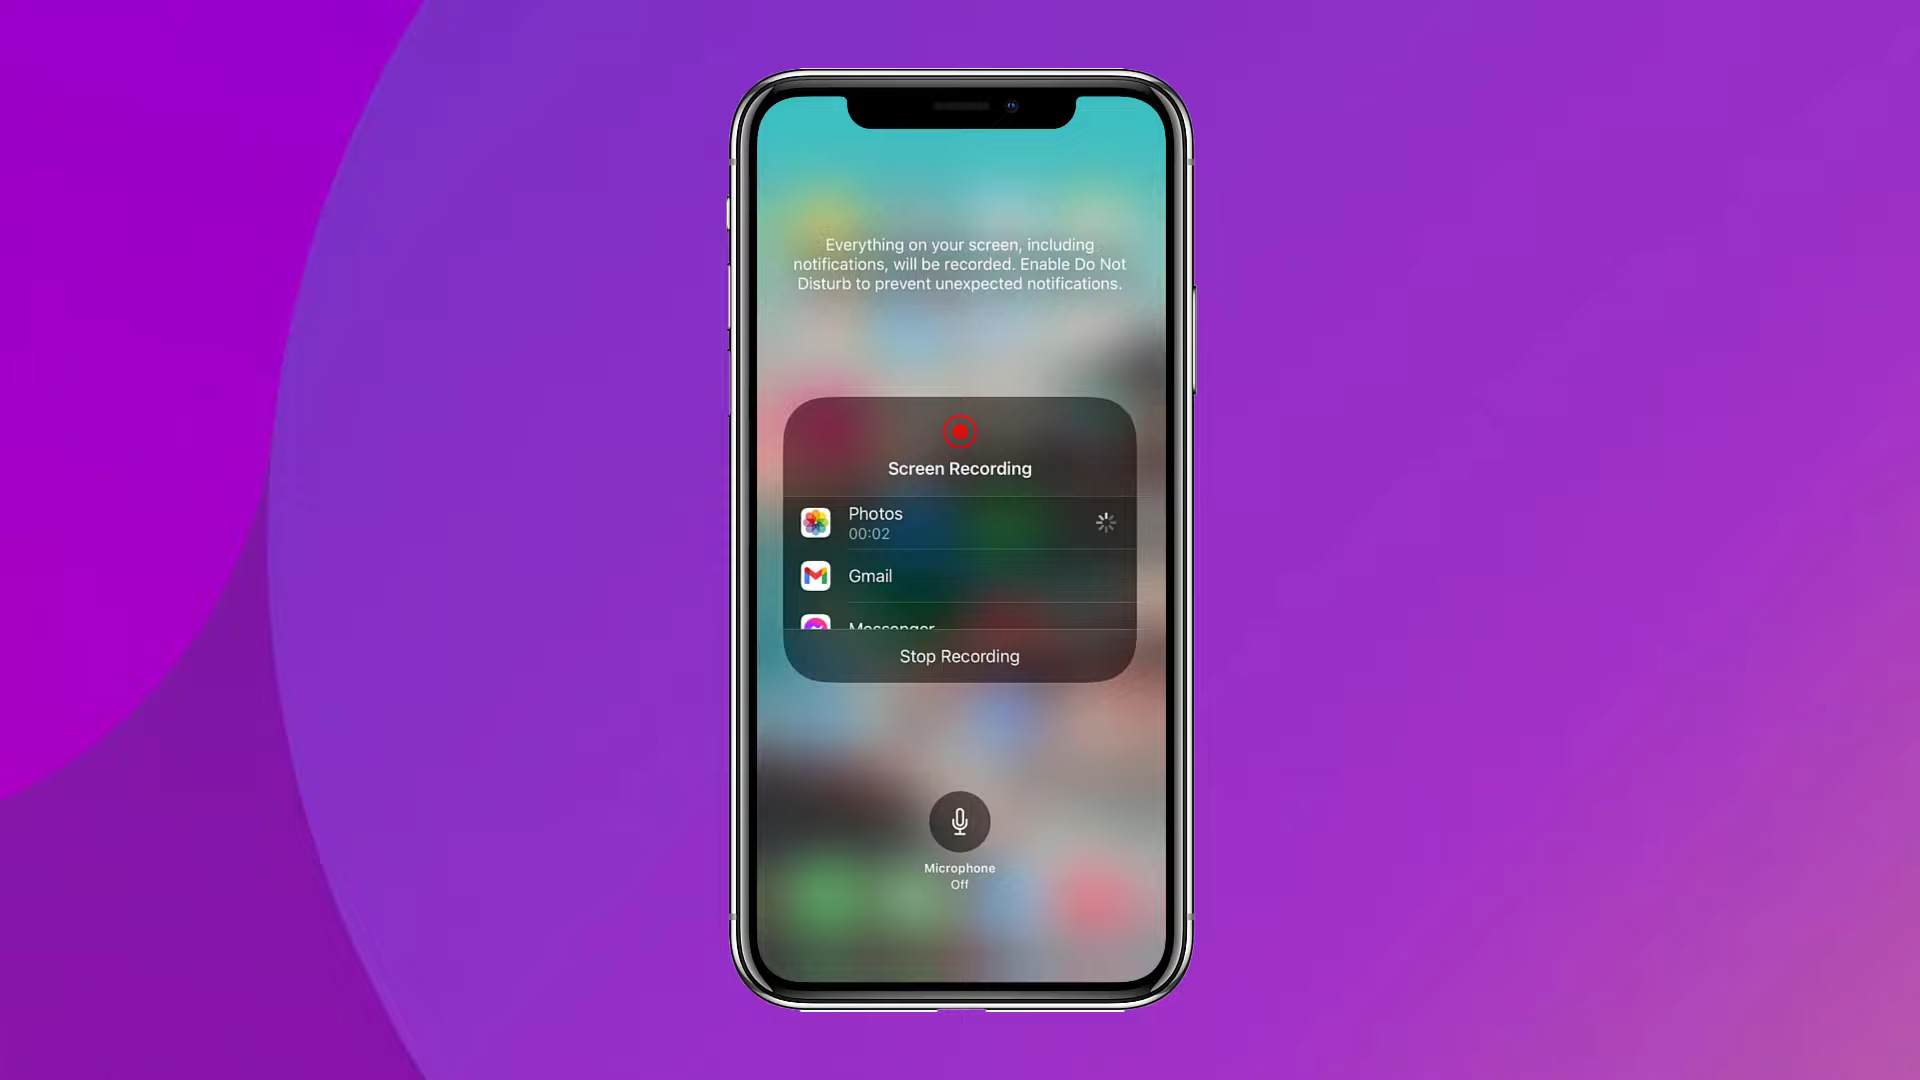 Everything on your screen, including
notifications, will be recorded. Enable Do Not
Disturb to prevent unexpected notifications.
Screen Recording
Photos
00:02
Gmail
Messenger
Stop Recording
Microphone
Off